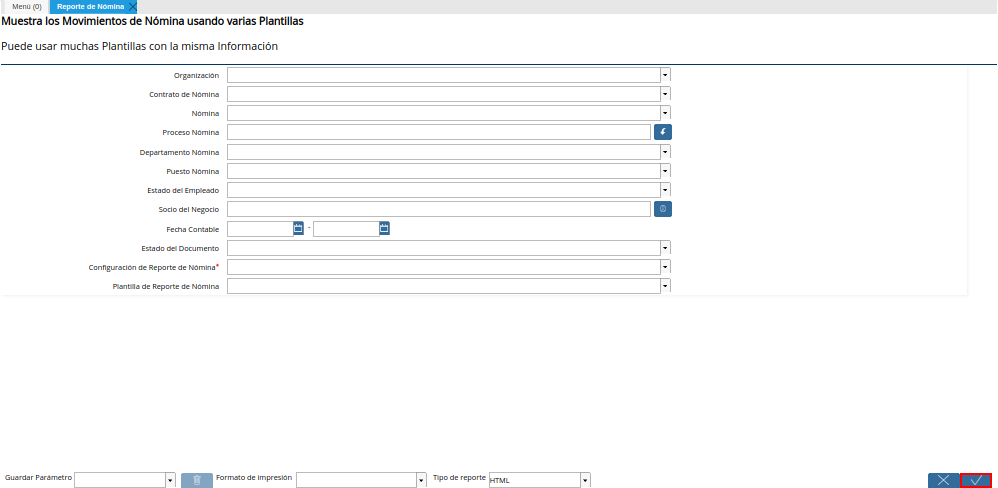 Menú (0) Reporte de Nómina
Muestra los Movimientos de Nómina usando varias Plantillas
Puede usar muchas Plantillas con la misma Información
Organización
Contrato de Nómina
Nómina
Proceso Nómina
Departamento Nómina
Puesto Nómina
Estado del Empleado
Socio del Negocio
Fecha Contable -
Estado del Documento
Configuración de Reporte de Nómina*
Plantilla de Reporte de Nómina
Guardar Parámetro Formato de impresión Tipo de reporte HTML